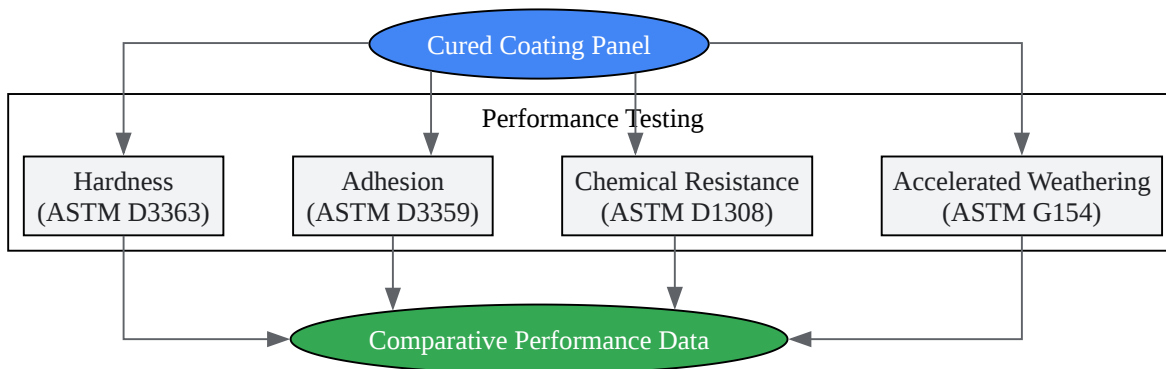 Cured Coating Panel
Performance Testing
Hardness
(ASTM D3363)
Adhesion
(ASTM D3359)
Chemical Resistance
(ASTM D1308)
Accelerated Weathering
(ASTM G154)
Comparative Performance Data